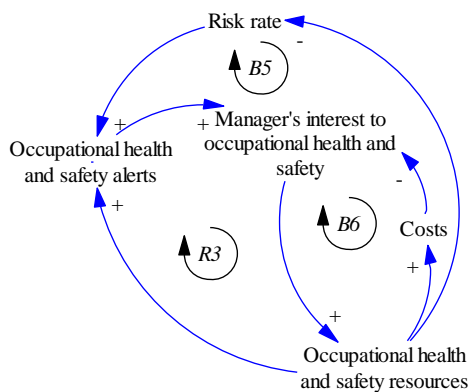 Risk rate
-
B5
+
+
Manager's interest to
occupational health and
safety
Occupational health
and safety alerts
+
-
B6
Costs
R3
+
+
Occupational health
and safety resources